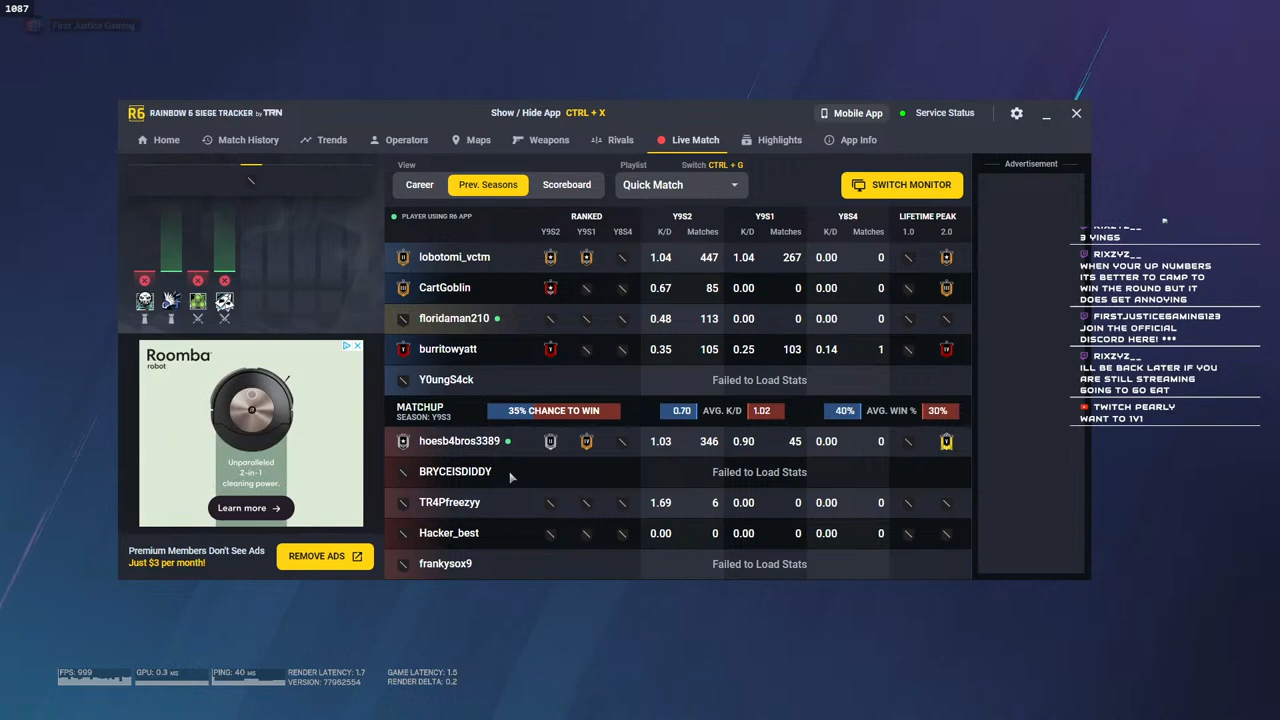 1087
First Justice Gaming
R6 RAINBOW 6 SIEGE TRACKER by TRN
Show / Hide App CTRL + X
Mobile App
Service Status
Home
Match History
Trends
Operators
Maps
Weapons
Rivals
Live Match
Highlights
App Info
View
Playlist
Switch CTRL + G
Career
Prev. Seasons
Scoreboard
Quick Match
SWITCH MONITOR
Advertisement
PLAYER USING R6 APP
RANKED
Y9S2
Y9S1
Y8S4
LIFETIME PEAK
Y9S2 Y9S1 Y8S4 K/D Matches K/D Matches K/D Matches 1.0 2.0
lobotomi_vctm 1.04 447 1.04 267 0.00 0
CartGoblin 0.67 85 0.00 0 0.00 0
floridaman210 0.48 113 0.00 0 0.00 0
burritowyatt 0.35 105 0.25 103 0.14 1
Y0ungS4ck Failed to Load Stats
MATCHUP
SEASON: Y9S3
35% CHANCE TO WIN
0.70 AVG. K/D 1.02
40% AVG. WIN % 30%
hoesb4bros3389 1.03 346 0.90 45 0.00 0
BRYCEISDIDDY Failed to Load Stats
TR4Pfreezyy 1.69 6 0.00 0 0.00 0
Hacker_best 0.00 0 0.00 0 0.00 0
frankysox9 Failed to Load Stats
Roomba
robot
Unparalleled
2-in-1
cleaning power.
Learn more
Premium Members Don't See Ads
Just $3 per month!
REMOVE ADS
3 YINGS
RIXZYZ__
WHEN YOUR UP NUMBERS
ITS BETTER TO CAMP TO
WIN THE ROUND BUT IT
DOES GET ANNOYING
FIRSTJUSTICEGAMING123
JOIN THE OFFICIAL
DISCORD HERE! ***
RIXZYZ__
ILL BE BACK LATER IF YOU
ARE STILL STREAMING
GOING TO GO EAT
TWITCH PEARLY
WANT TO 1V1
FPS: 999
GPU: 0.3 MS
PING: 40 MS
RENDER LATENCY: 1.7
VERSION: 77962554
GAME LATENCY: 1.5
RENDER DELTA: 0.2